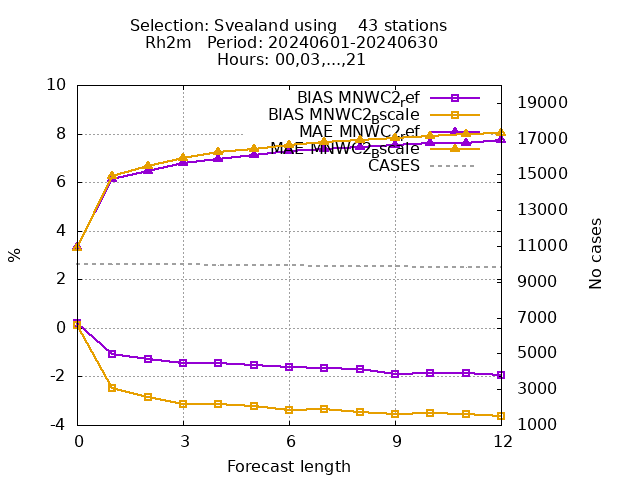 Selection: Svealand using 43 stations
Rh2m Period: 20240601-20240630
Hours: 00,03,...,21
10
8
6
4
2
0
-2
-4
%
BIAS MNWC2ref
BIAS MNWC2Bscale
MAE MNWC2ref
MAE MNWC2Bscale
CASES
19000
17000
15000
13000
11000
9000
7000
5000
3000
1000
No cases
0 3 6 9 12
Forecast length